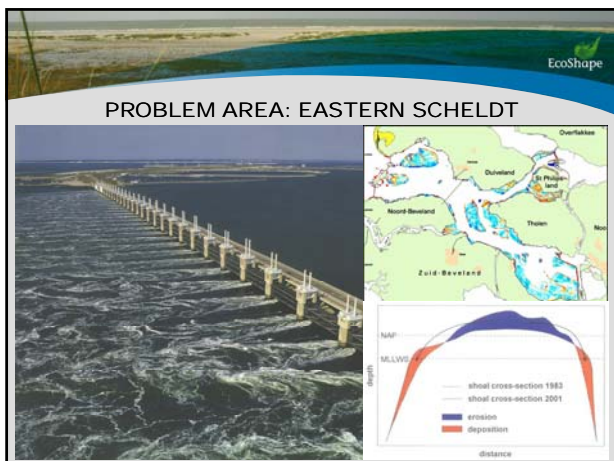 EcoShape
PROBLEM AREA: EASTERN SCHELDT
Overflakkee
Duiveland
St Philips-
land
Noord-Beveland
Tholen
Noo
Zuid-Beveland
NAP
MLLWS
depth
shoal cross-section 1983
shoal cross-section 2001
erosion
deposition
distance